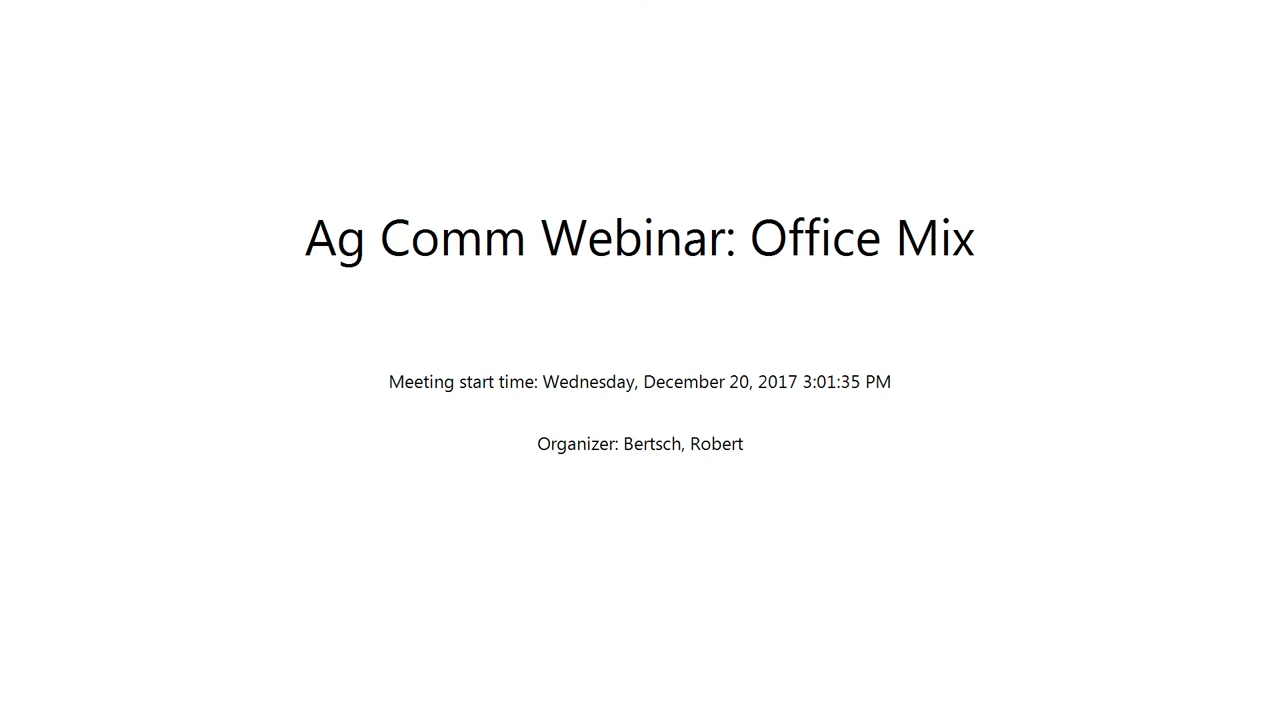 Ag Comm Webinar: Office Mix
Meeting start time: Wednesday, December 20, 2017 3:01:35 PM
Organizer: Bertsch, Robert